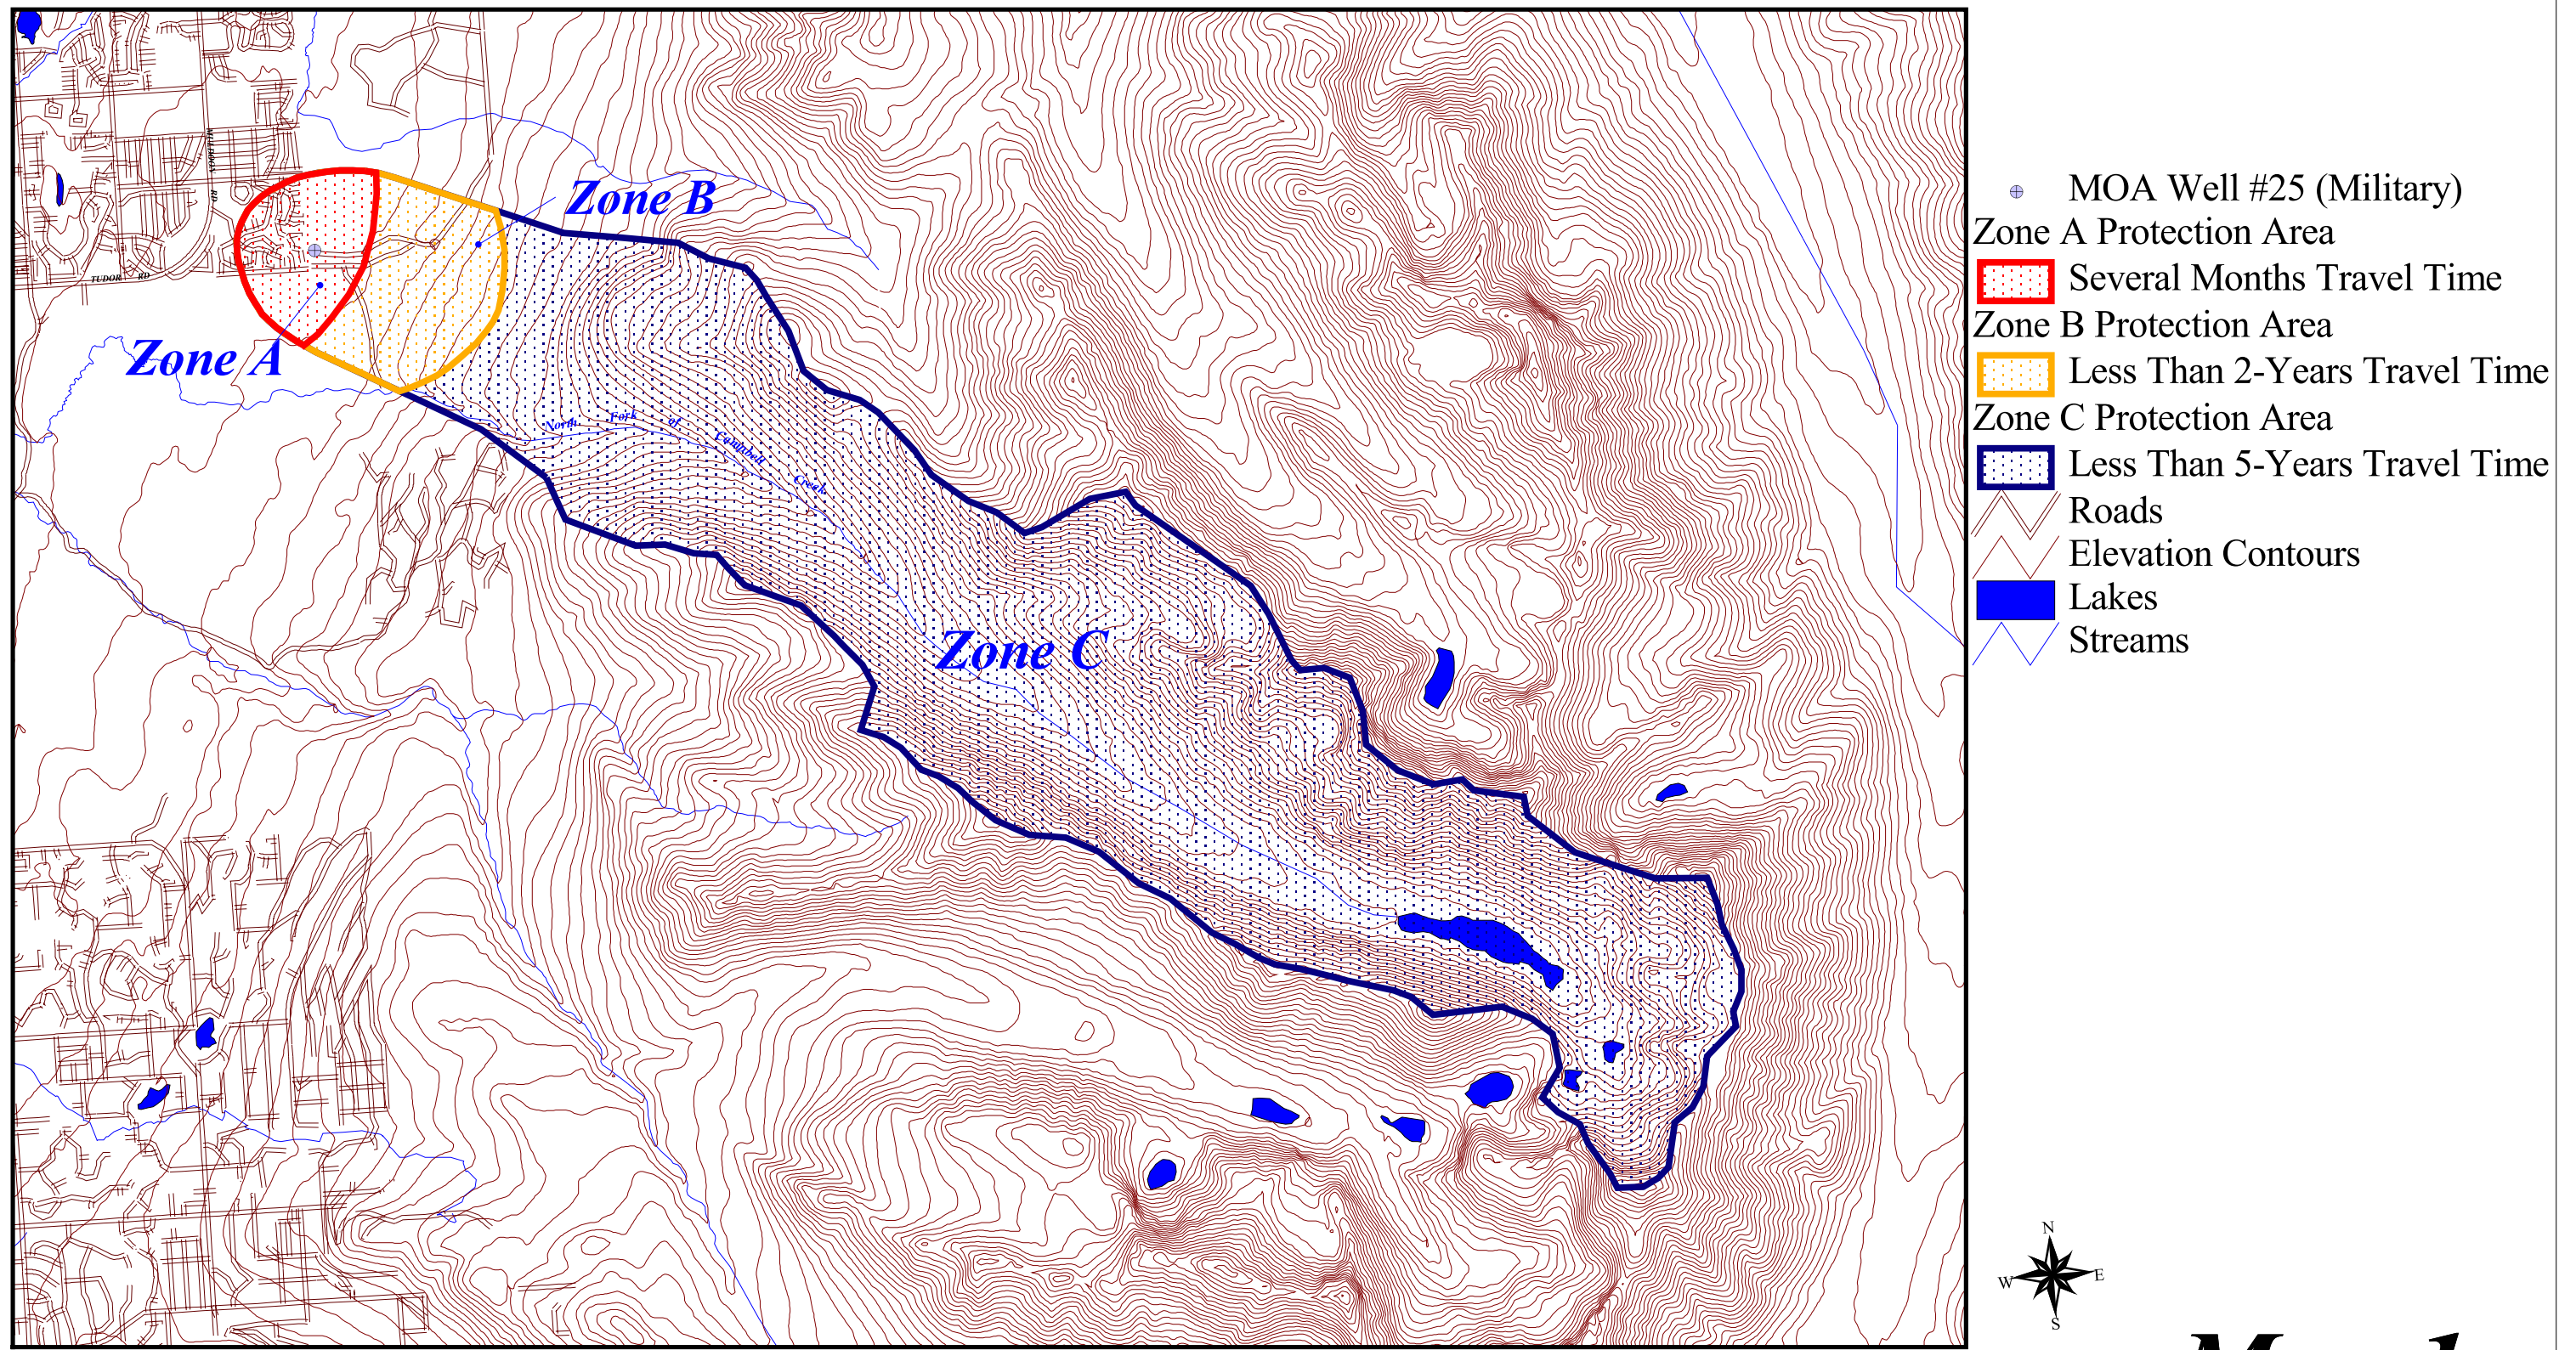 MULDOON RD
TUDOR RD
Zone B
Zone A
North Fork of Campbell Creek
Zone C
MOA Well #25 (Military)
Zone A Protection Area
Several Months Travel Time
Zone B Protection Area
Less Than 2-Years Travel Time
Zone C Protection Area
Less Than 5-Years Travel Time
Roads
Elevation Contours
Lakes
Streams
N
W E
S